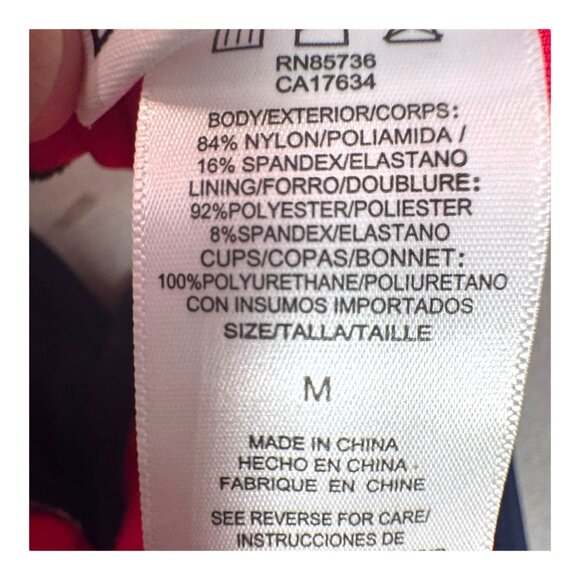 RN85736
CA17634
BODY/EXTERIOR/CORPS:
84% NYLON/POLIAMIDA /
16% SPANDEX/ELASTANO
LINING/FORRO/DOUBLURE:
92%POLYESTER/POLIESTER
8%SPANDEX/ELASTANO
CUPS/COPAS/BONNET:
100%POLYURETHANE/POLIURETANO
CON INSUMOS IMPORTADOS
SIZE/TALLA/TAILLE
M
MADE IN CHINA
HECHO EN CHINA
FABRIQUE EN CHINE
SEE REVERSE FOR CARE/
INSTRUCCIONES DE